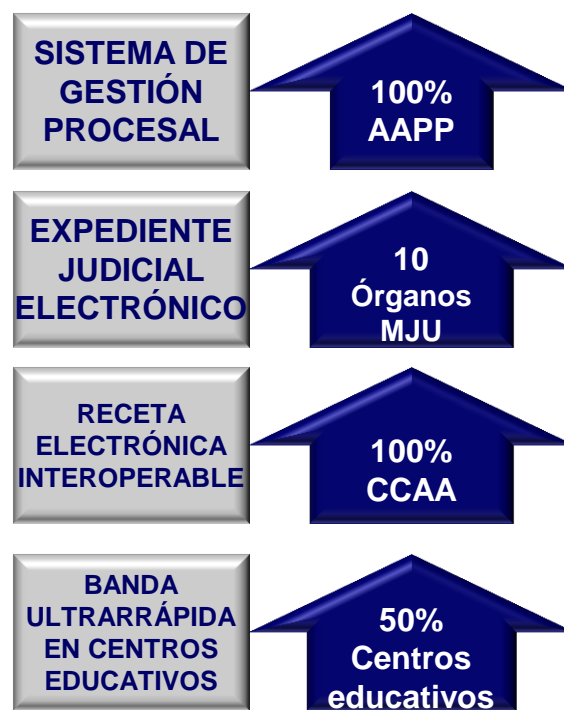 SISTEMA DE
GESTIÓN
PROCESAL
100%
AAPP
EXPEDIENTE
JUDICIAL
ELECTRÓNICO
10
Órganos
MJU
RECETA
ELECTRÓNICA
INTEROPERABLE
100%
CCAA
BANDA
ULTRARRÁPIDA
EN CENTROS
EDUCATIVOS
50%
Centros
educativos